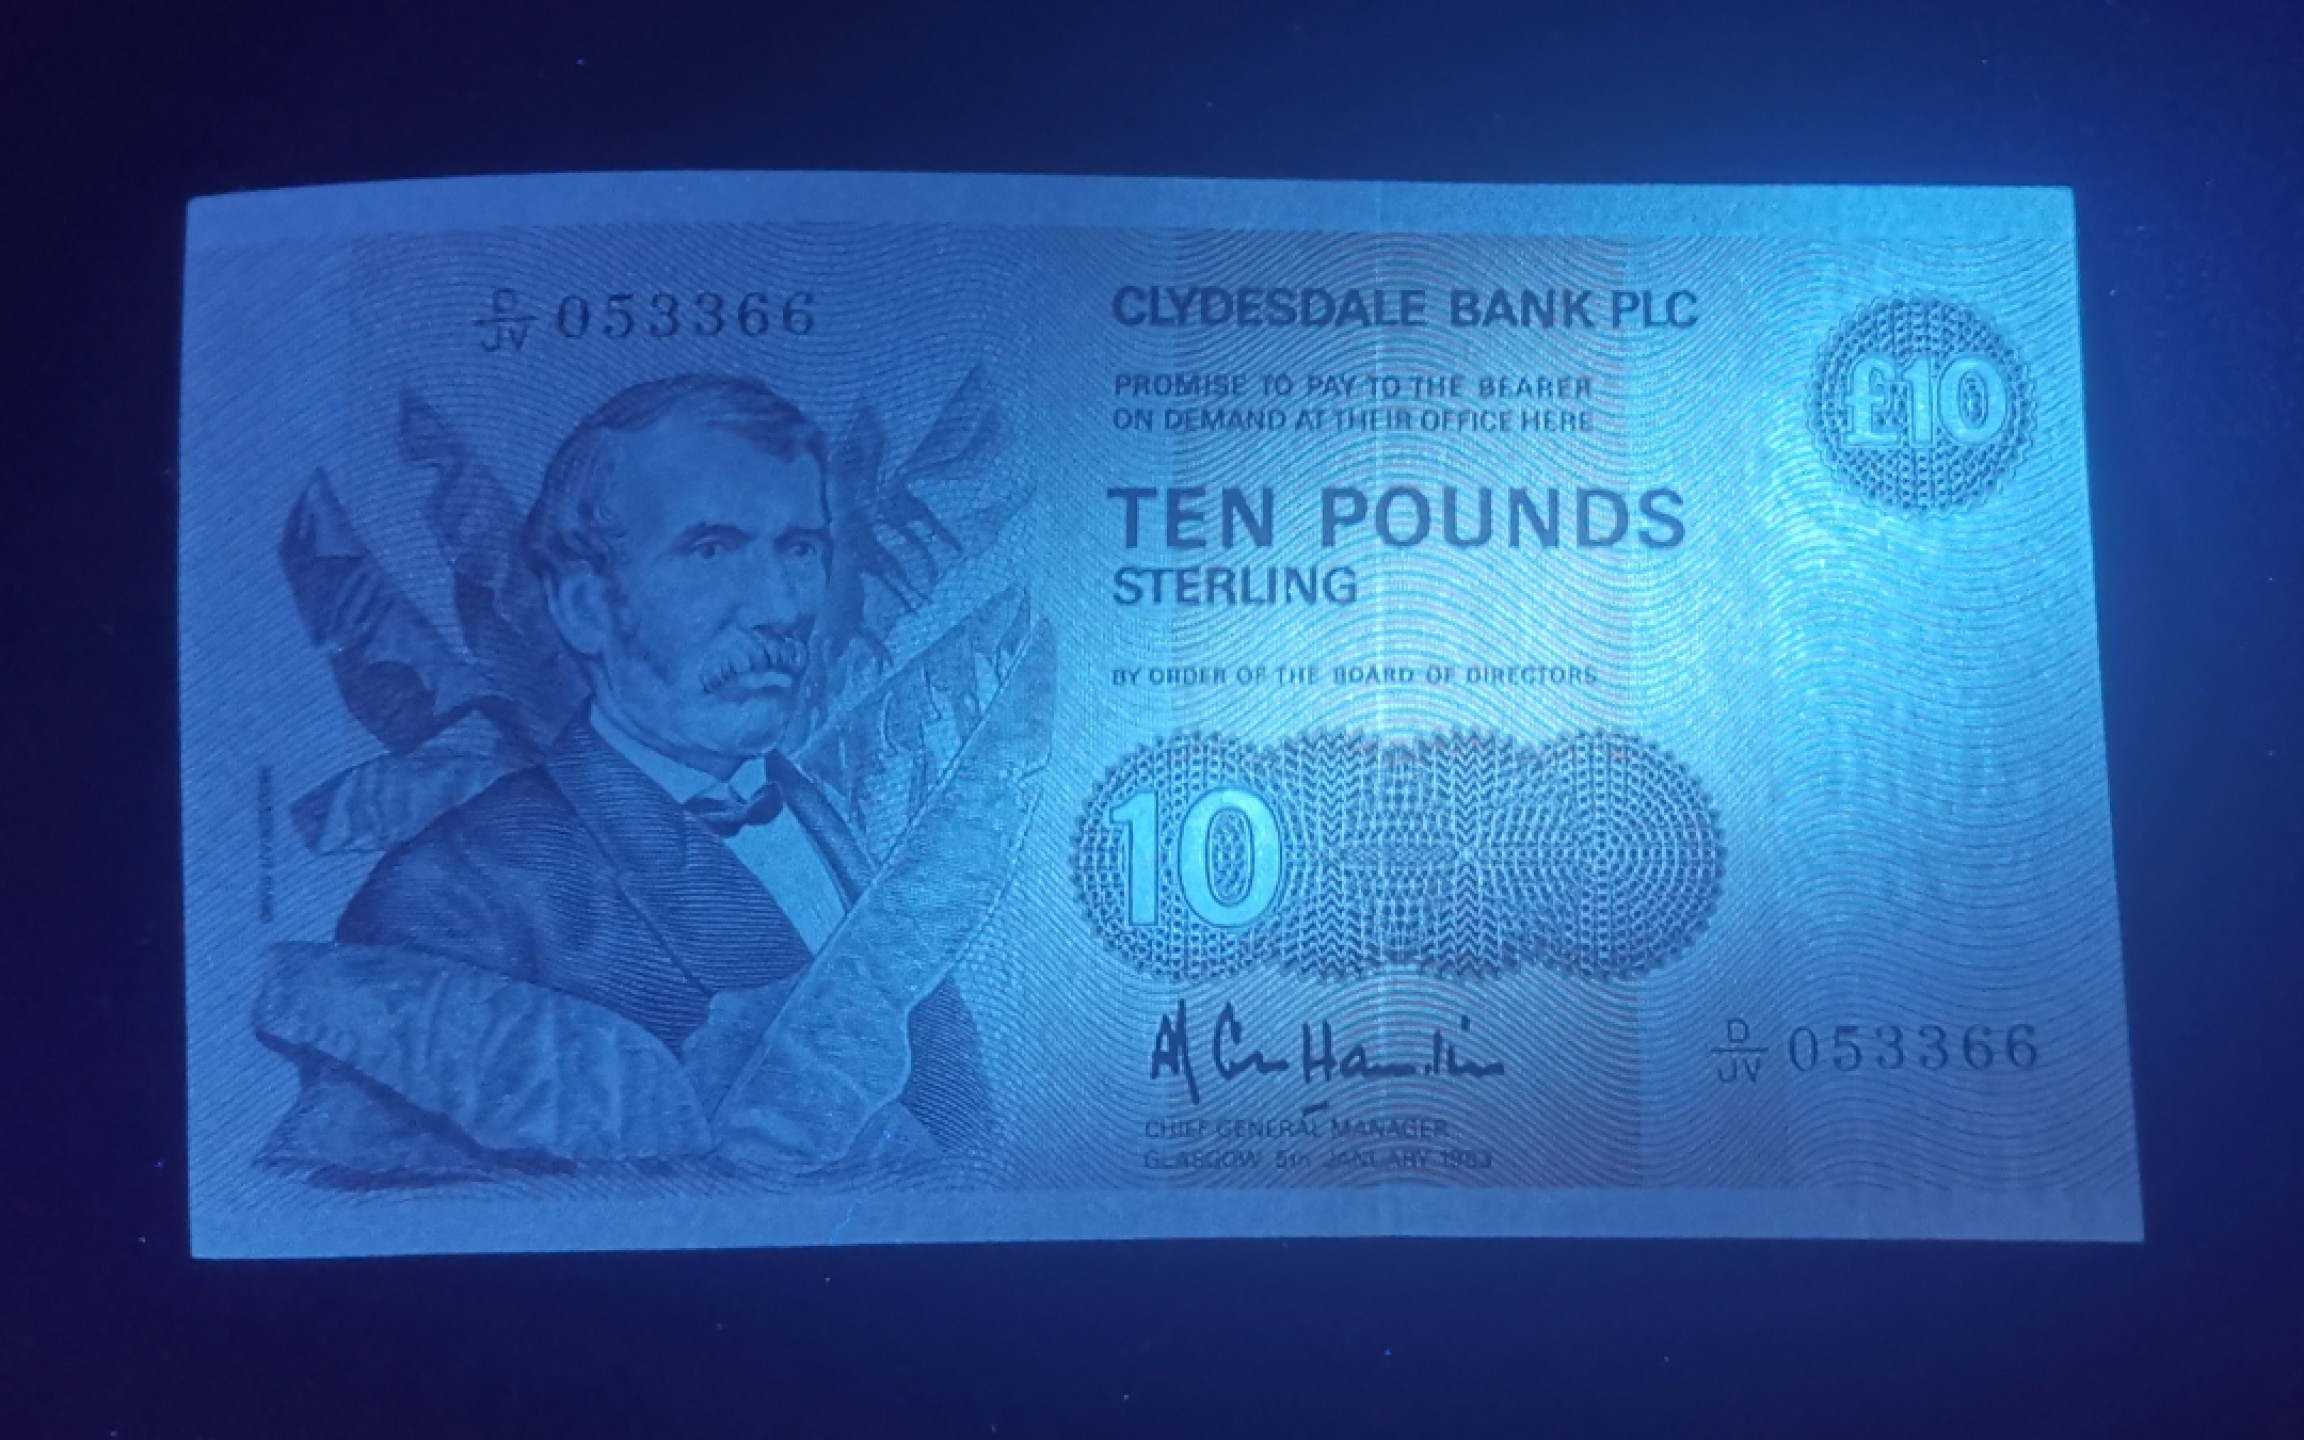 D/JV 053366
CLYDESDALE BANK PLC
£10
PROMISE TO PAY TO THE BEARER
ON DEMAND AT THEIR OFFICE HERE
TEN POUNDS
STERLING
BY ORDER OF THE BOARD OF DIRECTORS
10
CHIEF GENERAL MANAGER
GLASGOW 5th JANUARY 1983
D/JV 053366